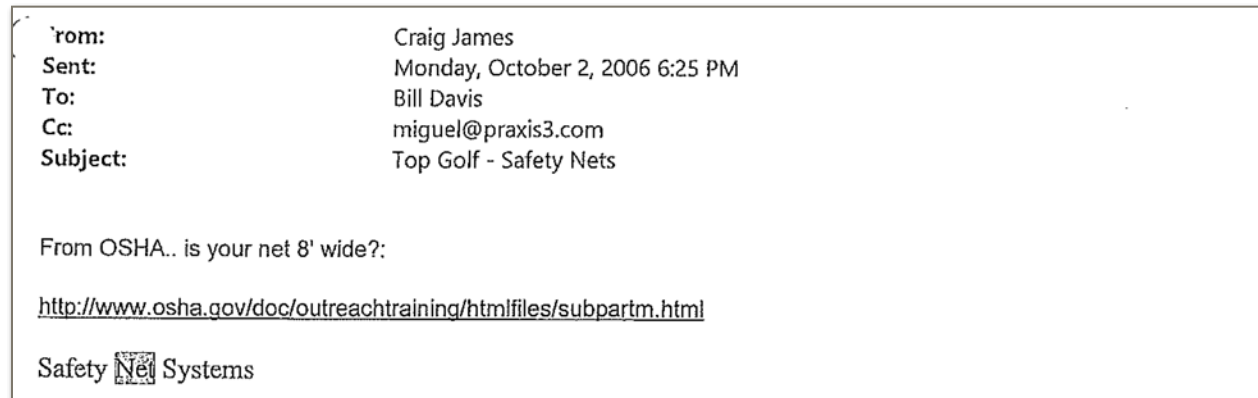 From:
Craig James
Sent:
Monday, October 2, 2006 6:25 PM
To:
Bill Davis
Cc:
miguel@praxis3.com
Subject:
Top Golf - Safety Nets
From OSHA.. is your net 8' wide?:
http://www.osha.gov/doc/outreachtraining/htmlfiles/subpartm.html
Safety Net Systems